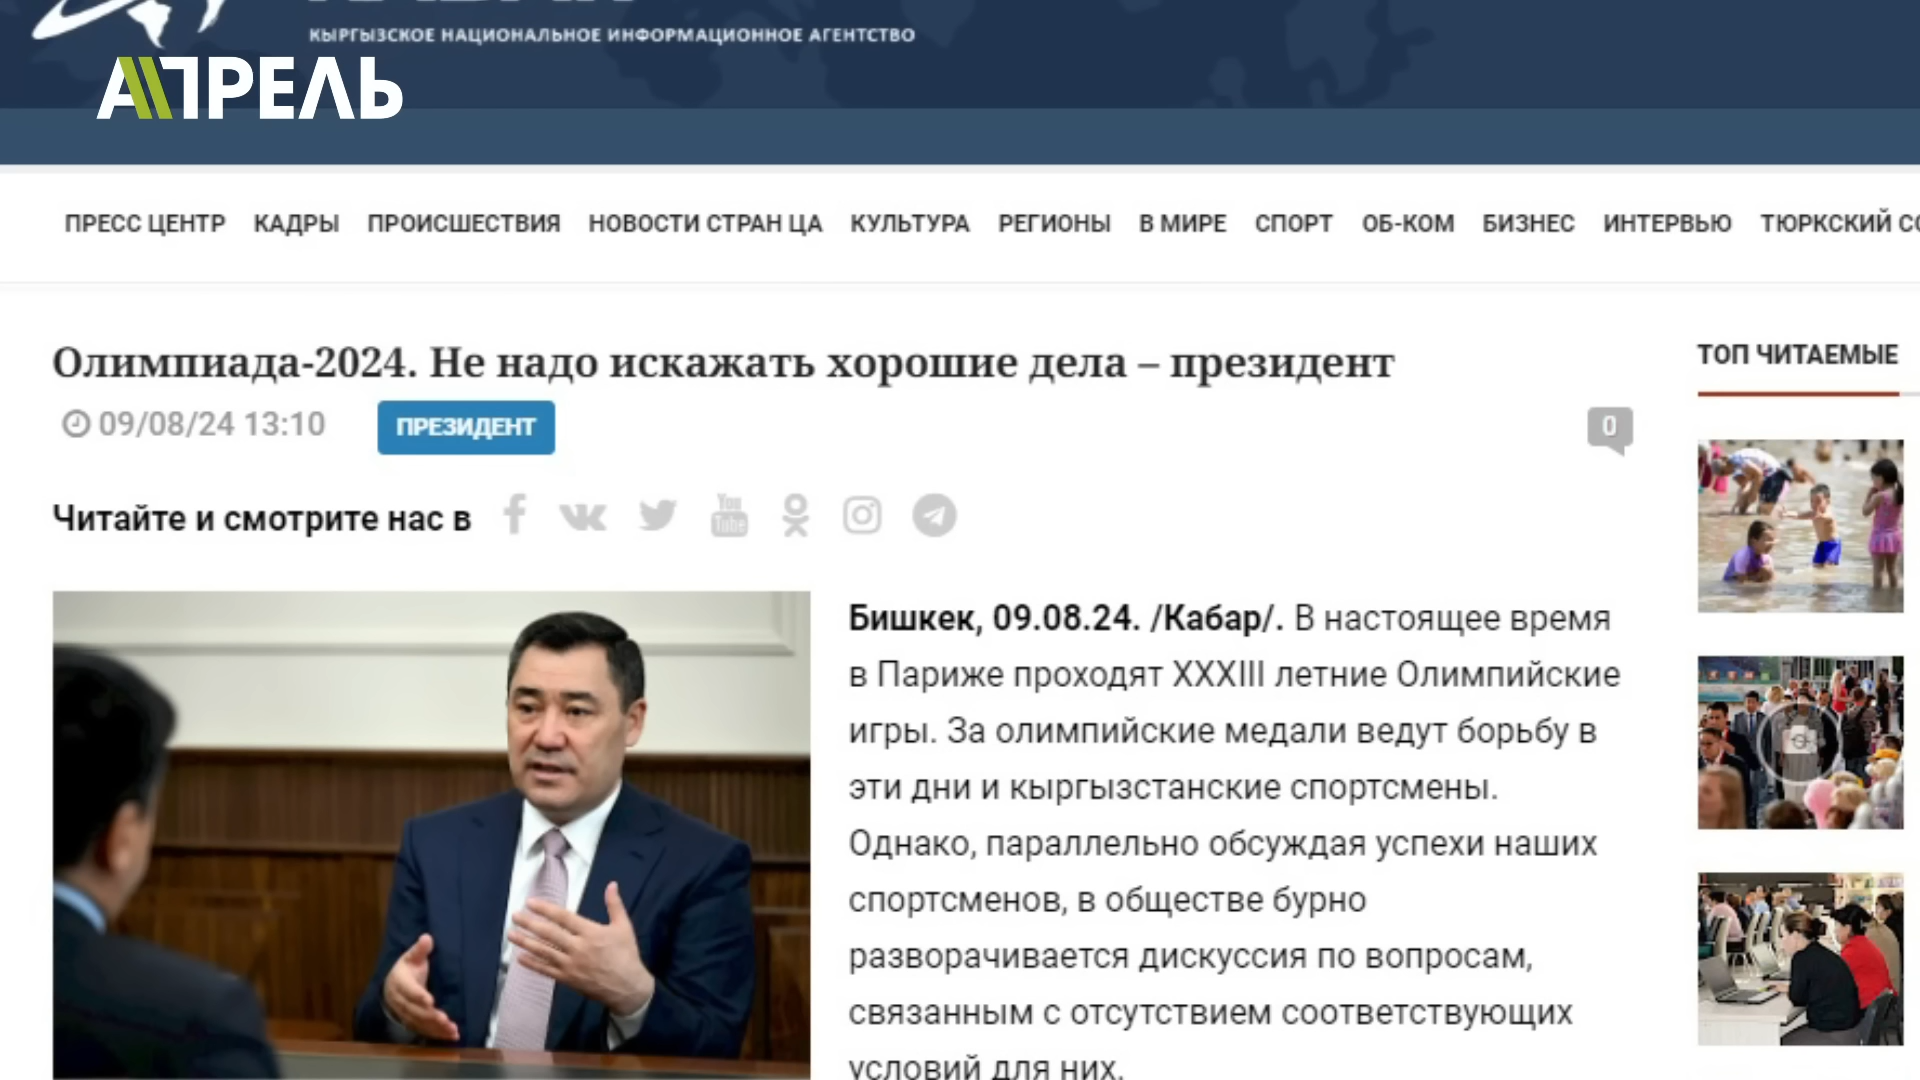 КЫРГЫЗСКОЕ НАЦИОНАЛЬНОЕ ИНФОРМАЦИОННОЕ АГЕНТСТВО
АПРЕЛЬ
ПРЕСС ЦЕНТР КАДРЫ ПРОИСШЕСТВИЯ НОВОСТИ СТРАН ЦА КУЛЬТУРА РЕГИОНЫ В МИРЕ СПОРТ ОБ-КОМ БИЗНЕС ИНТЕРВЬЮ ТЮРКСКИЙ
Олимпиада-2024. Не надо искажать хорошие дела – президент
09/08/24 13:10 ПРЕЗИДЕНТ 0
Читайте и смотрите нас в You Tube
Бишкек, 09.08.24. /Кабар/. В настоящее время
в Париже проходят XXXIII летние Олимпийские
игры. За олимпийские медали ведут борьбу в
эти дни и кыргызстанские спортсмены.
Однако, параллельно обсуждая успехи наших
спортсменов, в обществе бурно
разворачивается дискуссия по вопросам,
связанным с отсутствием соответствующих
условий для них.
ТОП ЧИТАЕМЫЕ